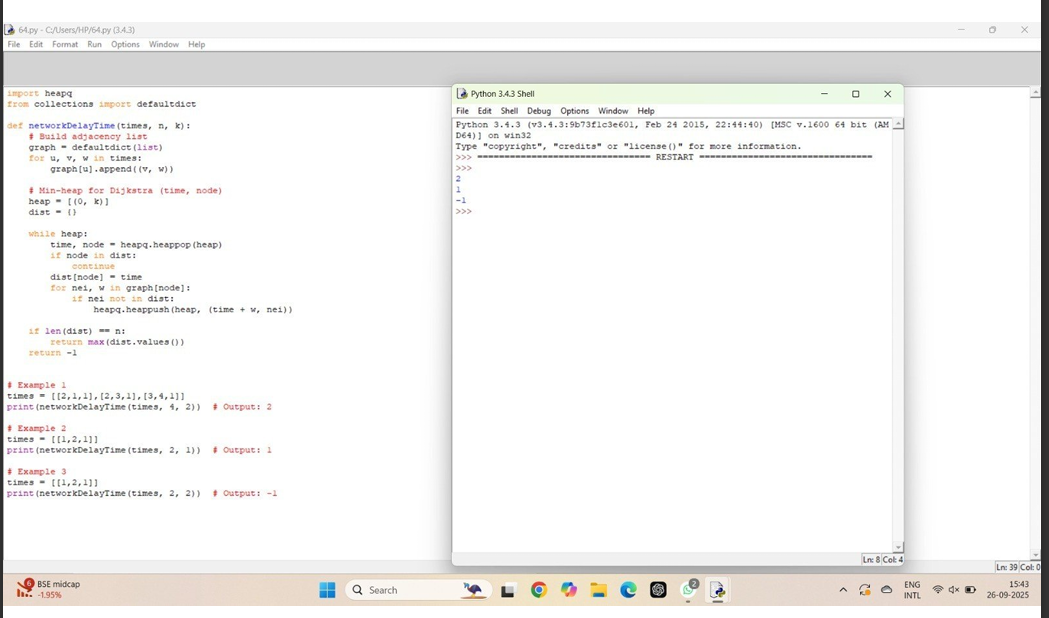 64.py - C:/Users/HP/64.py (3.4.3)
File Edit Format Run Options Window Help
import heapq
from collections import defaultdict
def networkDelayTime(times, n, k):
    # Build adjacency list
    graph = defaultdict(list)
    for u, v, w in times:
        graph[u].append((v, w))
    # Min-heap for Dijkstra (time, node)
    heap = [(0, k)]
    dist = {}
    while heap:
        time, node = heapq.heappop(heap)
        if node in dist:
            continue
        dist[node] = time
        for nei, w in graph[node]:
            if nei not in dist:
                heapq.heappush(heap, (time + w, nei))
    if len(dist) == n:
        return max(dist.values())
    return -1
# Example 1
times = [[2,1,1],[2,3,1],[3,4,1]]
print(networkDelayTime(times, 4, 2))  # Output: 2
# Example 2
times = [[1,2,1]]
print(networkDelayTime(times, 2, 1))  # Output: 1
# Example 3
times = [[1,2,1]]
print(networkDelayTime(times, 2, 2))  # Output: -1
Python 3.4.3 Shell
File Edit Shell Debug Options Window Help
Python 3.4.3 (v3.4.3:9b73f1c3e601, Feb 24 2015, 22:44:40) [MSC v.1600 64 bit (AM
D64)] on win32
Type "copyright", "credits" or "license()" for more information.
>>> ================================ RESTART ================================
>>>
2
1
-1
>>>
Ln: 8 Col: 4
Ln: 39 Col: 0
6
BSE midcap
-1.95%
Search
2
ENG
INTL
15:43
26-09-2025